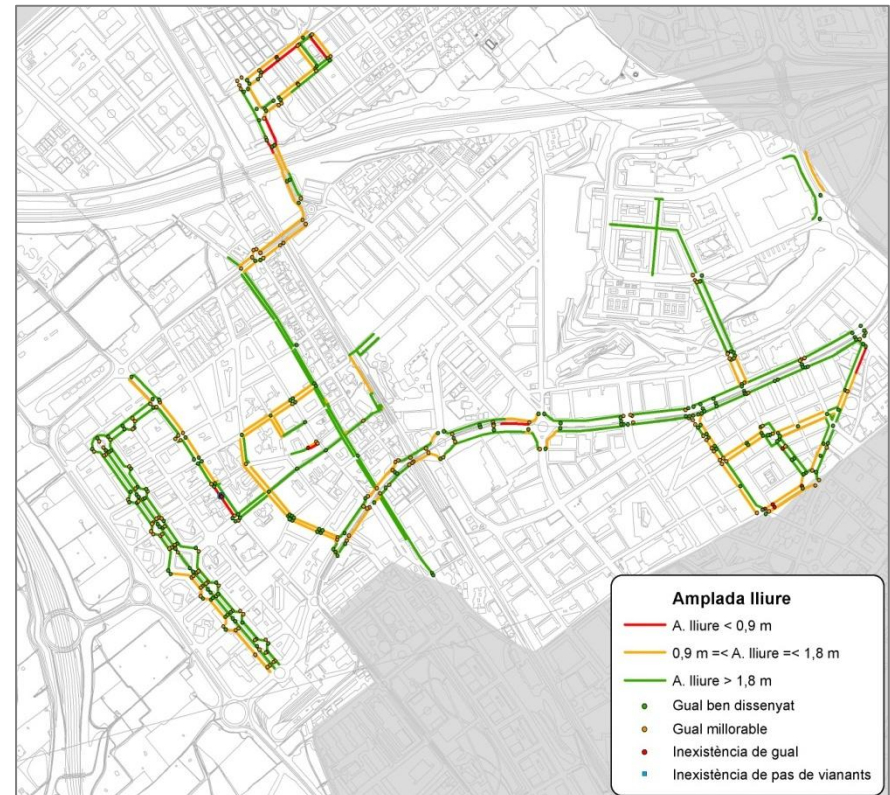 Amplada lliure
A. lliure < 0,9 m
0,9 m =< A. lliure =< 1,8 m
A. lliure > 1,8 m
Gual ben dissenyat
Gual millorable
Inexistència de gual
Inexistència de pas de vianants